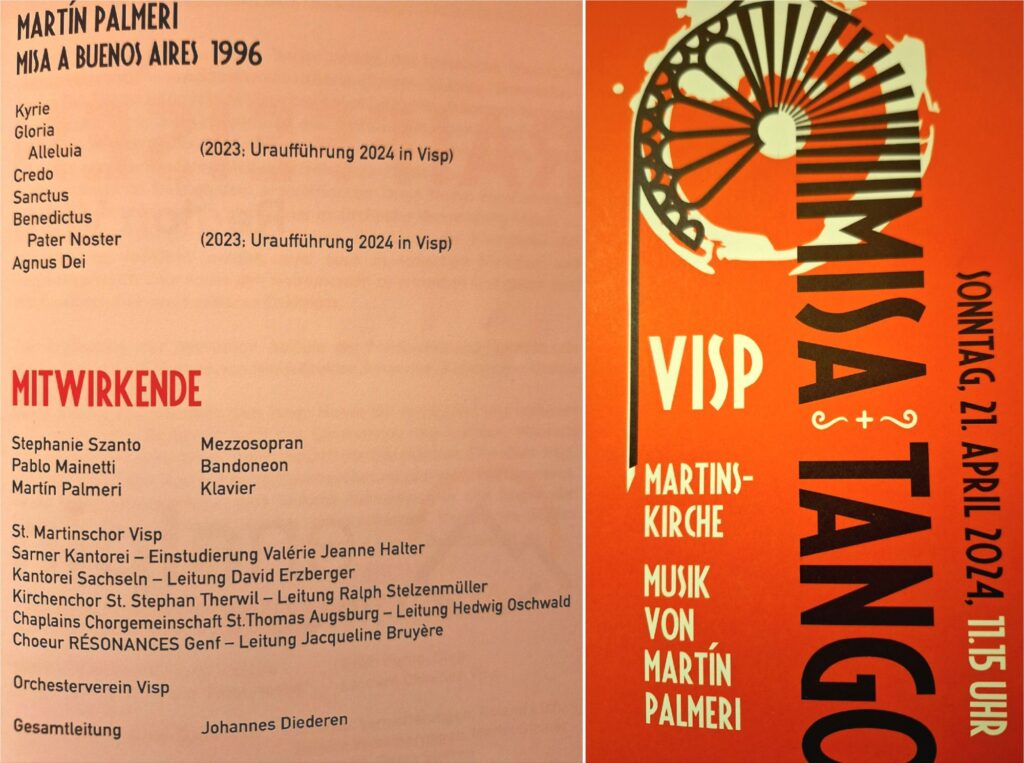 MARTÍN PALMERI
MISA A BUENOS AIRES 1996
Kyrie
Gloria
Alleluia (2023; Uraufführung 2024 in Visp)
Credo
Sanctus
Benedictus
Pater Noster (2023; Uraufführung 2024 in Visp)
Agnus Dei
MITWIRKENDE
Stephanie Szanto Mezzosopran
Pablo Mainetti Bandoneon
Martín Palmeri Klavier
St. Martinschor Visp
Sarner Kantorei – Einstudierung Valérie Jeanne Halter
Kantorei Sachseln – Leitung David Erzberger
Kirchenchor St. Stephan Therwil – Leitung Ralph Stelzenmüller
Chaplains Chorgemeinschaft St.Thomas Augsburg – Leitung Hedwig Oschwald
Choeur RÉSONANCES Genf – Leitung Jacqueline Bruyère
Orchesterverein Visp
Gesamtleitung Johannes Diederen
VISP
MARTINS-
KIRCHE
MUSIK
VON
MARTÍN
PALMERI
MISA + TANGO
SONNTAG, 21. APRIL 2024, 11.15 UHR